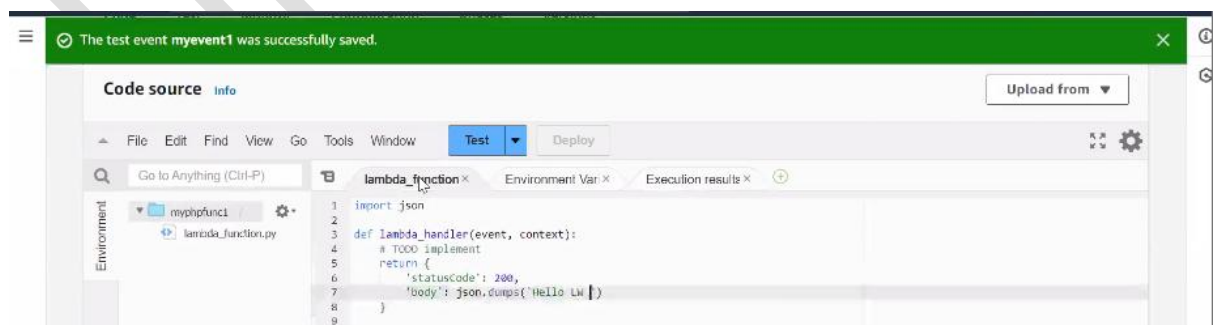 The test event myevent1 was successfully saved.
Code source Info
Upload from
File Edit Find View Go Tools Window Test Deploy
Go to Anything (Ctrl-P)
lambda_function Environment Var Execution results
Environment
myphpfunc1 /
lambda_function.py
1 import json
2
3 def lambda_handler(event, context):
4 # TODO implement
5 return {
6 'statusCode': 200,
7 'body': json.dumps('Hello LW ')
8 }
9